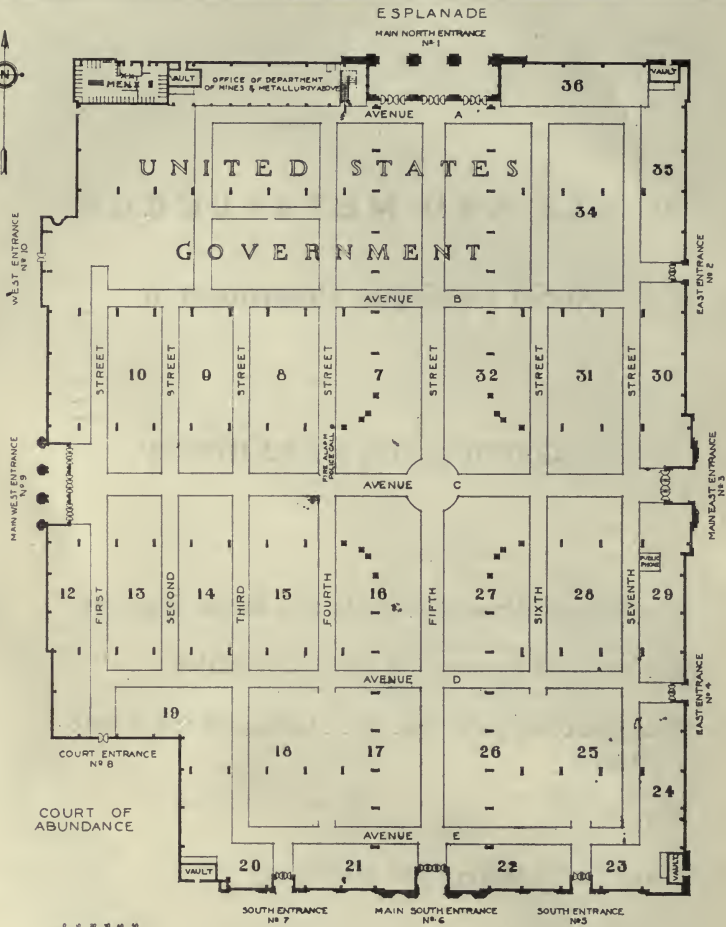 ESPLANADE
MAIN NORTH ENTRANCE
Nº 1
N
MEN
VAULT
OFFICE OF DEPARTMENT
OF MINES & METALLURGY ABOVE
36
VAULT
AVENUE A
UNITED STATES
35
34
GOVERNMENT
WEST ENTRANCE
Nº 10
EAST ENTRANCE
Nº 2
AVENUE B
STREET
10
STREET
9
STREET
8
STREET
7
STREET
32
STREET
31
STREET
30
FIRE ALARM
POLICE CALL
MAIN WEST ENTRANCE
Nº 9
AVENUE C
MAIN EAST ENTRANCE
Nº 3
PUBLIC
PHONE
12
FIRST
13
SECOND
14
THIRD
15
FOURTH
16
FIFTH
27
SIXTH
28
SEVENTH
29
AVENUE D
EAST ENTRANCE
Nº 4
19
18
17
26
25
24
COURT ENTRANCE
Nº 8
COURT OF
ABUNDANCE
AVENUE E
VAULT
20
21
22
23
VAULT
SOUTH ENTRANCE
Nº 7
MAIN SOUTH ENTRANCE
Nº 6
SOUTH ENTRANCE
Nº 5